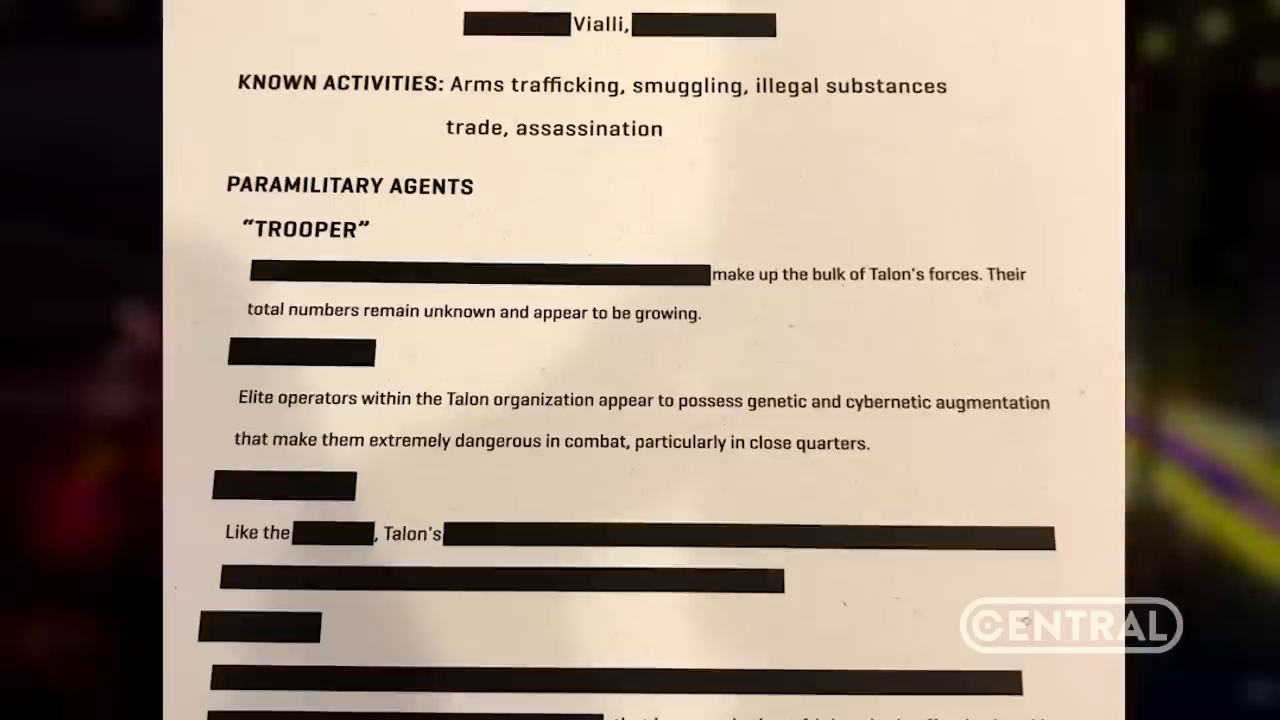 Vialli,
KNOWN ACTIVITIES: Arms trafficking, smuggling, illegal substances
trade, assassination
PARAMILITARY AGENTS
“TROOPER”
make up the bulk of Talon's forces. Their
total numbers remain unknown and appear to be growing.
Elite operators within the Talon organization appear to possess genetic and cybernetic augmentation
that make them extremely dangerous in combat, particularly in close quarters.
Like the , Talon's
CENTRAL